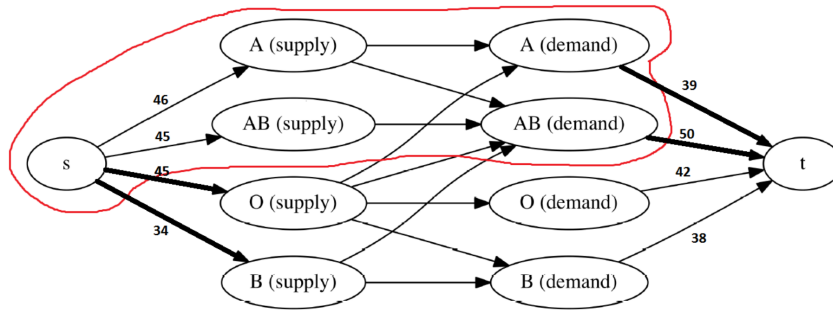 A (supply)
A (demand)
46
39
45
AB (supply)
AB (demand)
50
s
45
42
t
O (supply)
O (demand)
34
38
B (supply)
B (demand)